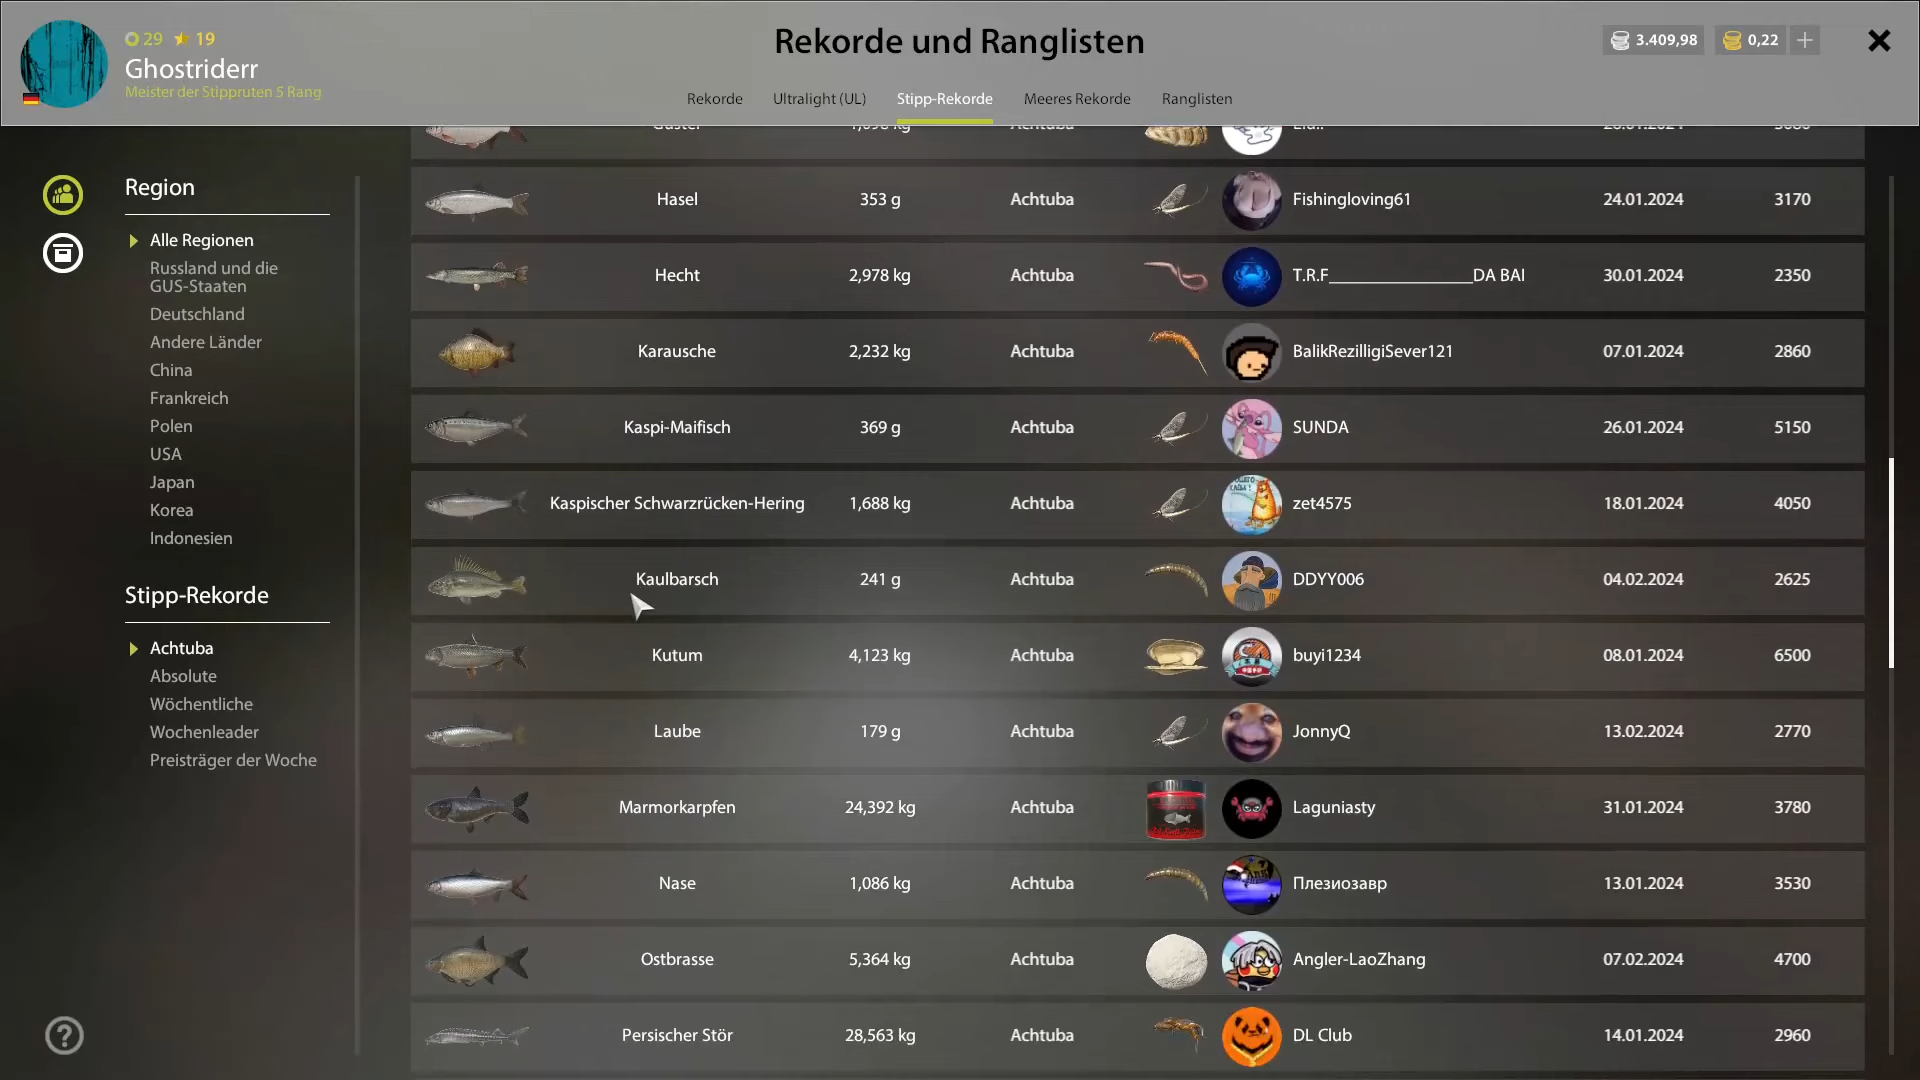 29 19
Ghostriderr
Meister der Stippruten 5 Rang
Rekorde und Ranglisten
3.409,98 0,22
Rekorde Ultralight (UL) Stipp-Rekorde Meeres Rekorde Ranglisten
Region
Alle Regionen
Russland und die
GUS-Staaten
Deutschland
Andere Länder
China
Frankreich
Polen
USA
Japan
Korea
Indonesien
Stipp-Rekorde
Achtuba
Absolute
Wöchentliche
Wochenleader
Preisträger der Woche
Achtuba
Hasel 353 g Achtuba Fishingloving61 24.01.2024 3170
Hecht 2,978 kg Achtuba T.R.F________________DA BAI 30.01.2024 2350
Karausche 2,232 kg Achtuba BalikRezilligiSever121 07.01.2024 2860
Kaspi-Maifisch 369 g Achtuba SUNDA 26.01.2024 5150
Kaspischer Schwarzrücken-Hering 1,688 kg Achtuba zet4575 18.01.2024 4050
Kaulbarsch 241 g Achtuba DDYY006 04.02.2024 2625
Kutum 4,123 kg Achtuba buyi1234 08.01.2024 6500
Laube 179 g Achtuba JonnyQ 13.02.2024 2770
Marmorkarpfen 24,392 kg Achtuba Laguniasty 31.01.2024 3780
Nase 1,086 kg Achtuba Плезиозавр 13.01.2024 3530
Ostbrasse 5,364 kg Achtuba Angler-LaoZhang 07.02.2024 4700
Persischer Stör 28,563 kg Achtuba DL Club 14.01.2024 2960